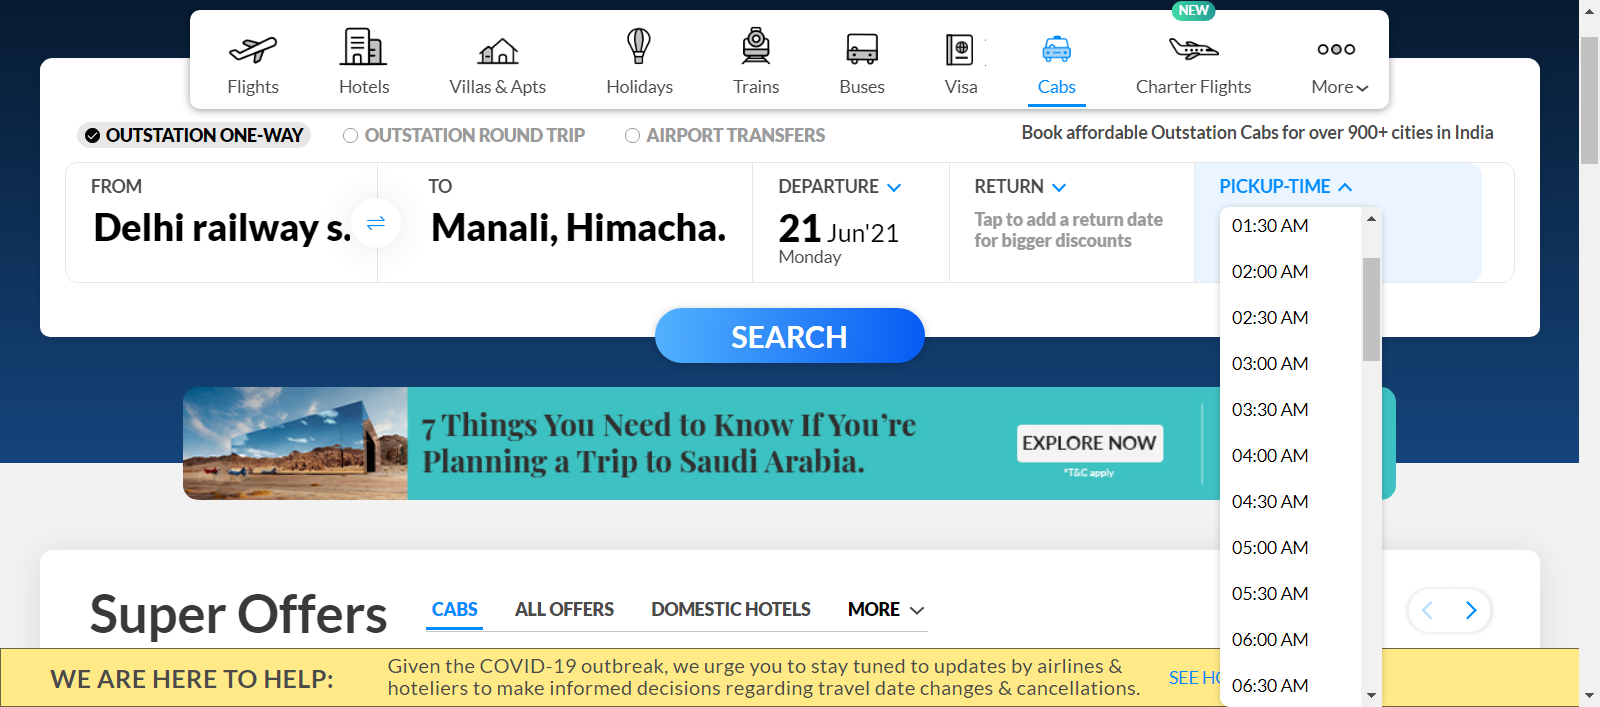 NEW
Flights
Hotels
Villas & Apts
Holidays
Trains
Buses
Visa
Cabs
Charter Flights
More
OUTSTATION ONE-WAY
OUTSTATION ROUND TRIP
AIRPORT TRANSFERS
Book affordable Outstation Cabs for over 900+ cities in India
FROM
Delhi railway s.
TO
Manali, Himacha.
DEPARTURE
21 Jun'21
Monday
RETURN
Tap to add a return date
for bigger discounts
PICKUP-TIME
01:30 AM
02:00 AM
02:30 AM
03:00 AM
03:30 AM
04:00 AM
04:30 AM
05:00 AM
05:30 AM
06:00 AM
06:30 AM
SEARCH
7 Things You Need to Know If You're
Planning a Trip to Saudi Arabia.
EXPLORE NOW
*T&C apply
Super Offers
CABS
ALL OFFERS
DOMESTIC HOTELS
MORE
WE ARE HERE TO HELP:
Given the COVID-19 outbreak, we urge you to stay tuned to updates by airlines &
hoteliers to make informed decisions regarding travel date changes & cancellations.
SEE